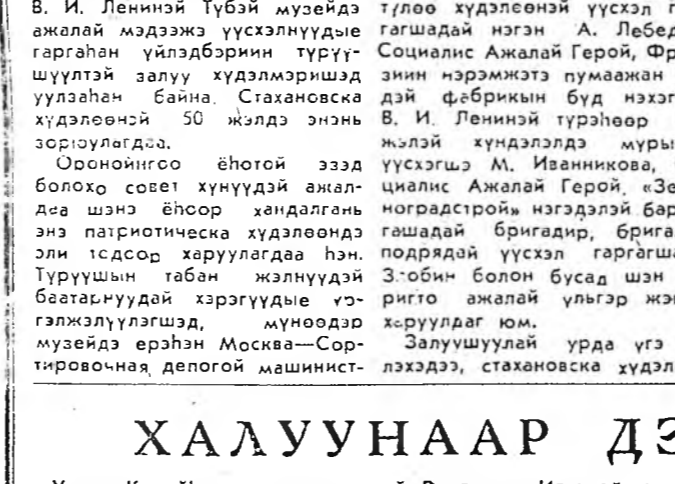 В. И. Ленинэй Түбэй музейдэ
ажалай мэдээжэ үүсхэлнүүдые
гаргаһан үйлэдбэриин түрүү-
шүүлтэй залуу хүдэлмэришэд
уулзаһан байна. Стахановска
хүдэлөөнэй 50 жэлдэ энэнь
зорюулагдаа.
Оронойнгоо ёһотой эзэд
болохо совет хүнүүдэй ажал-
даа шэнэ ёһоор хандалгань
энэ патриотическа хүдэлөөндэ
эли тодоор харуулагдаа һэн.
Түрүүшын табан жэлнүүдэй
баатарнуудай хэрэгүүдые үр-
гэлжэлүүлэгшэд, мүнөөдэр
музейдэ ерэһэн Москва—Сор-
тировочная депогой машинист-
түлөө хүдэлөөнэй үүсхэл
гагшадай нэгэн А. Лебед
Социалис Ажалай Герой, Фр
зиин нэрэмжэтэ пумаажан
дэй фабрикын буд нэхэг
В. И. Ленинэй түрэһөөр
жэлэй хүндэлэлдэ мүры
үүсхэгшэ М. Иванникова,
циалис Ажалай Герой, «Зе
ноградстрой» нэгэдэлэй бар
гашадай бригадир, брига
подрядай үүсхэл гаргагша
Злобин болон бусад шэн
ригто ажалай үльгэр жэ
харуулдаг юм.
Залуушуулай урда үгэ
хэлэхэдээ, стахановска хүдэл
ХАЛУУНААР ДЭ